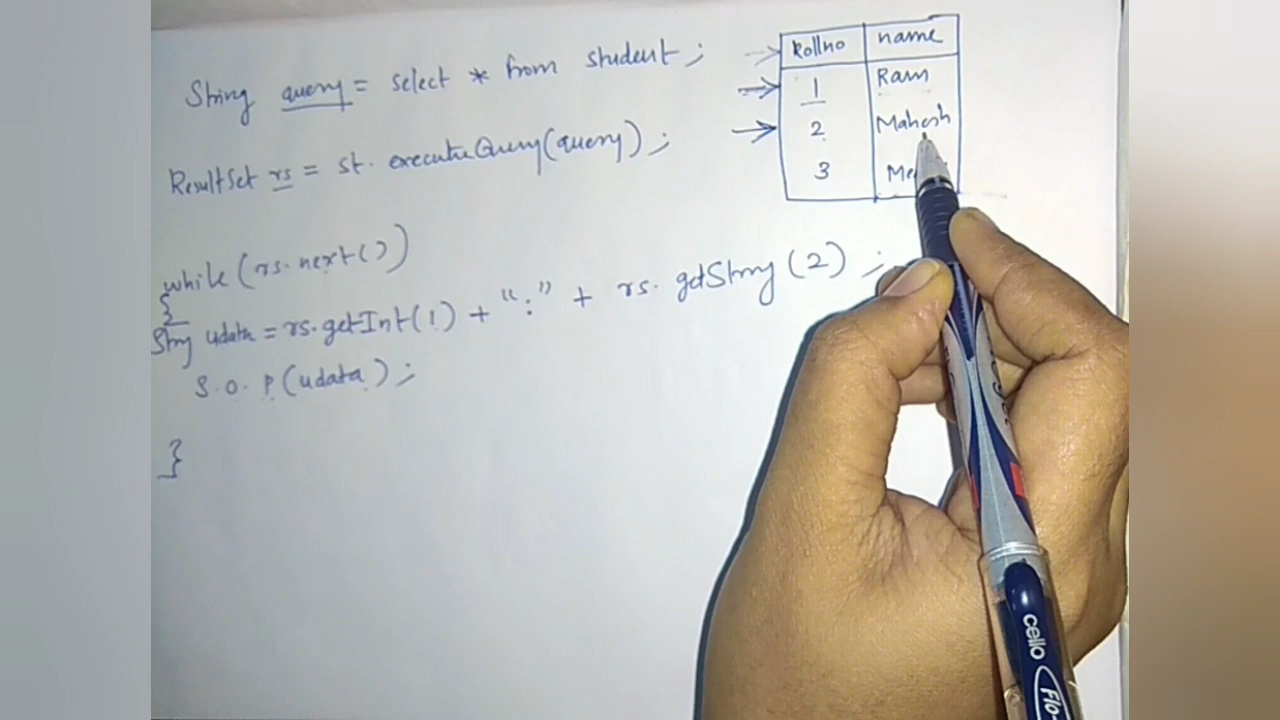 String query = select * from student ;
ResultSet rs = st. executeQuery(query) ;
Rollno name
1 Ram
2 Mahesh
3
while (rs.next())
{
String udata = rs.getInt(1) + ":" + rs. getString (2) ;
S.O.P(udata) ;
}
cello
Flo-